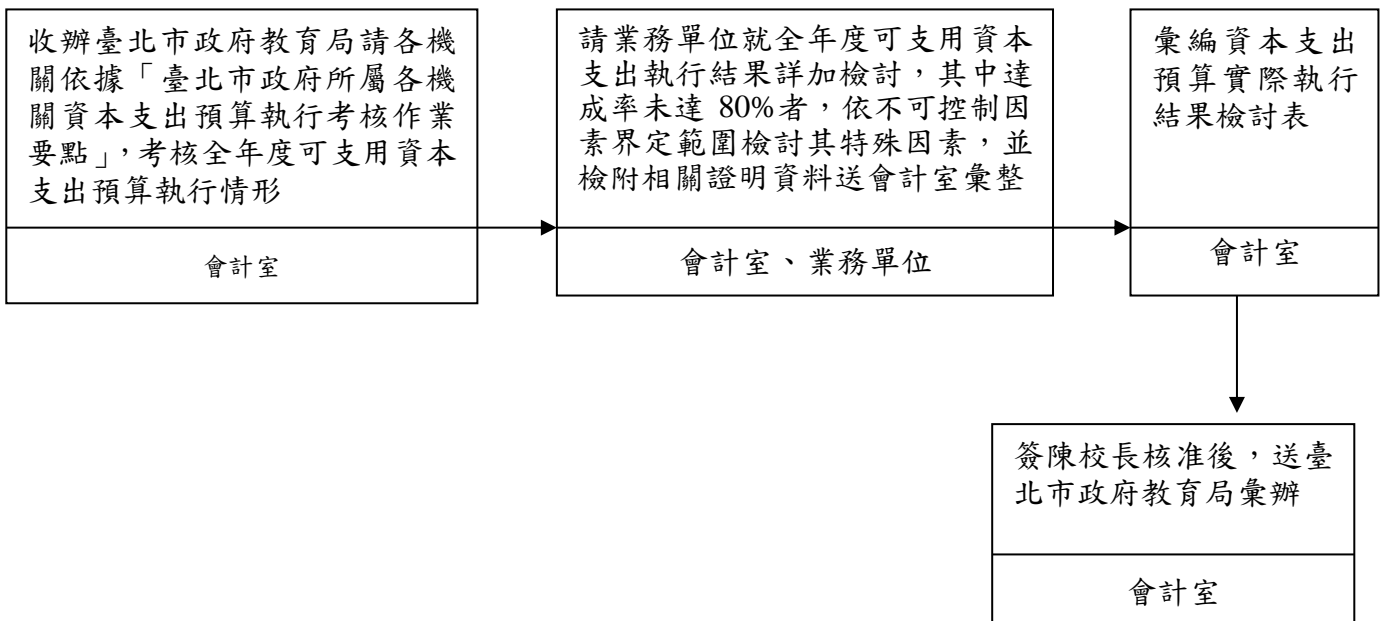 收辦臺北市政府教育局請各機
關依據「臺北市政府所屬各機
關資本支出預算執行考核作業
要點」,考核全年度可支用資本
支出預算執行情形
會計室
請業務單位就全年度可支用資本
支出執行結果詳加檢討,其中達
成率未達 80%者,依不可控制因
素界定範圍檢討其特殊因素,並
檢附相關證明資料送會計室彙整
會計室、業務單位
彙編資本支出
預算實際執行
結果檢討表
會計室
簽陳校長核准後,送臺
北市政府教育局彙辦
會計室